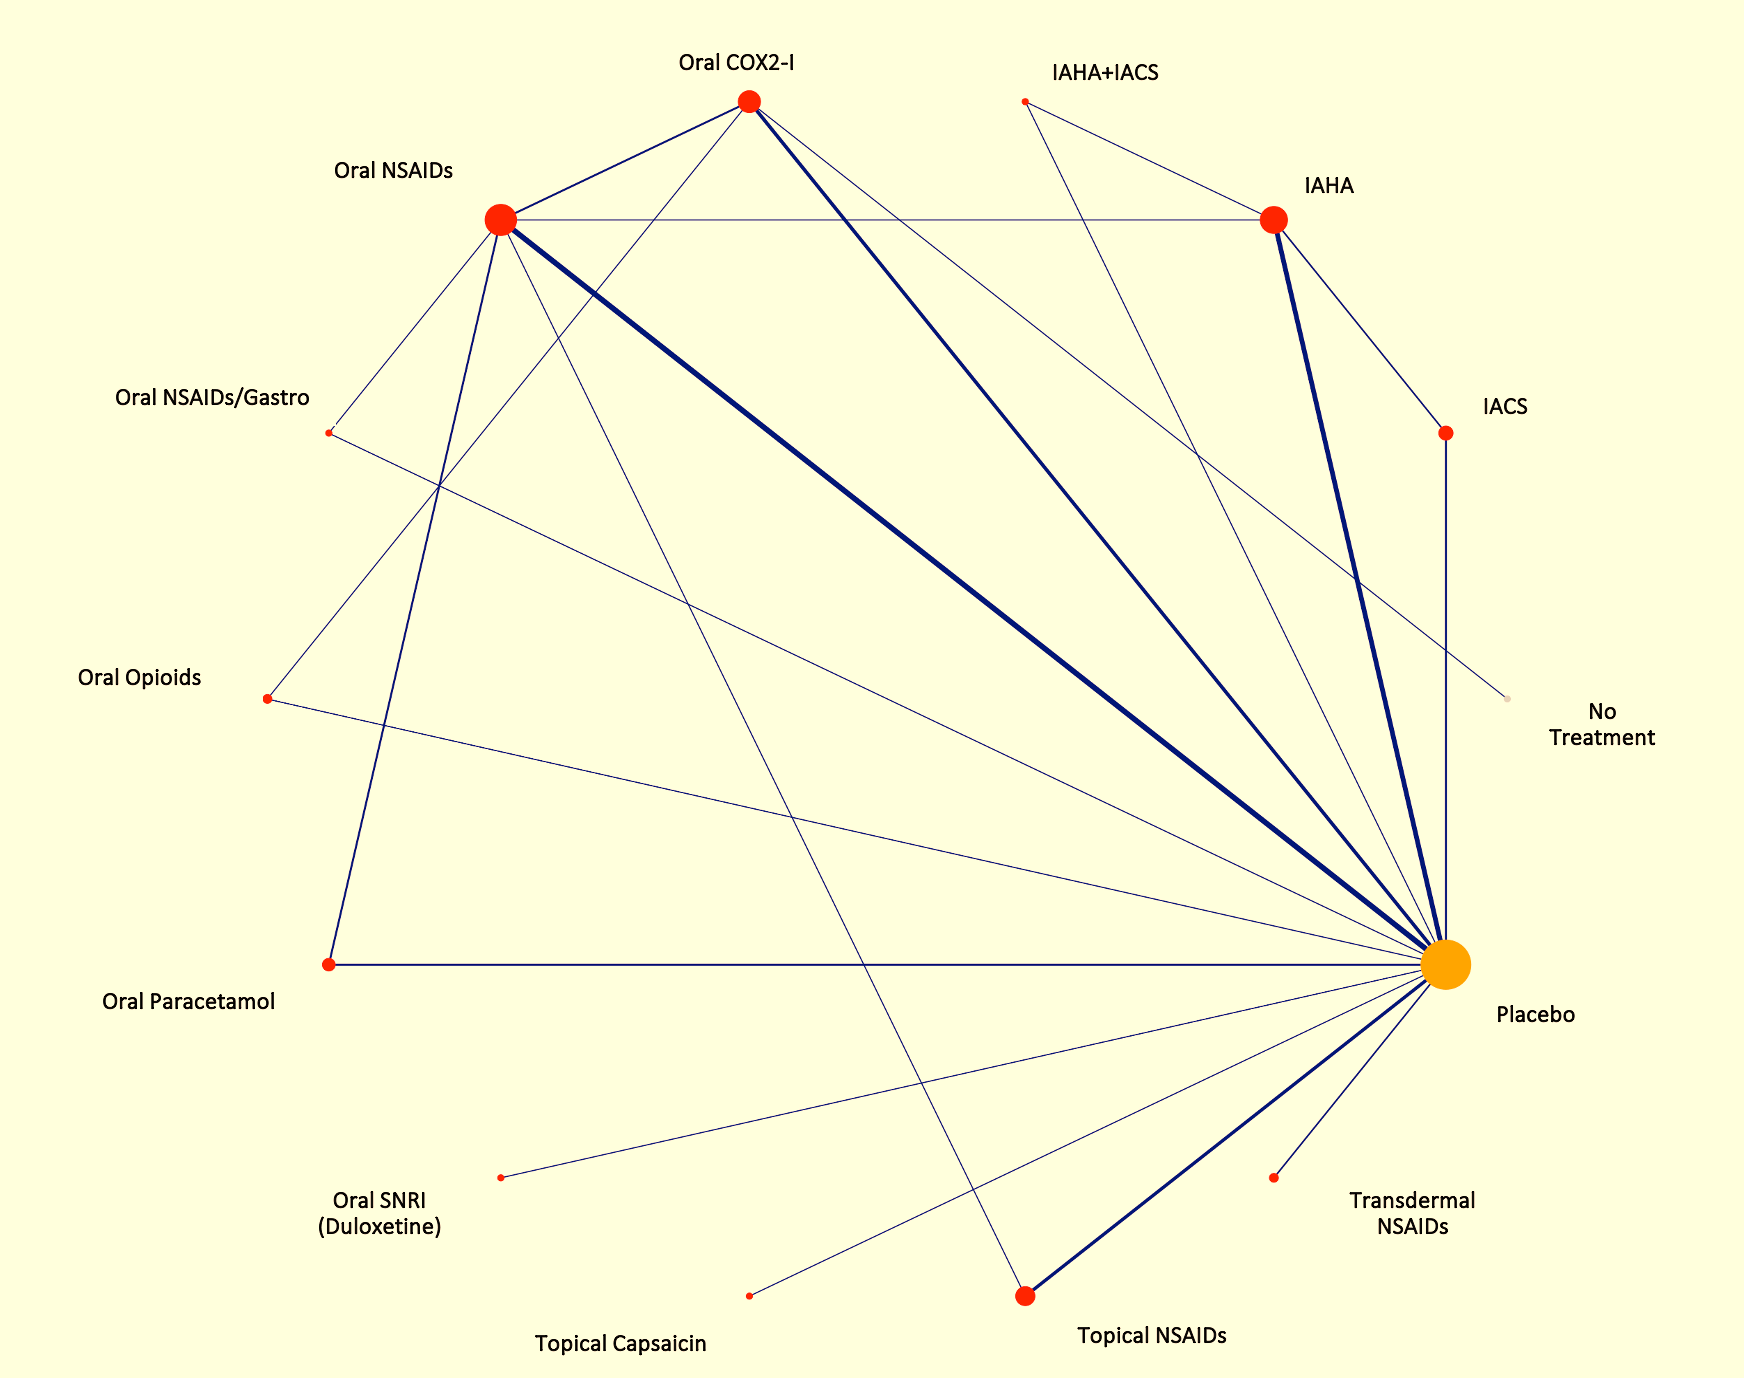 Oral COX2-I
IAHA+IACS
Oral NSAIDs
IAHA
Oral NSAIDs/Gastro
IACS
Oral Opioids
No
Treatment
Oral Paracetamol
Placebo
Oral SNRI
(Duloxetine)
Transdermal
NSAIDs
Topical Capsaicin
Topical NSAIDs